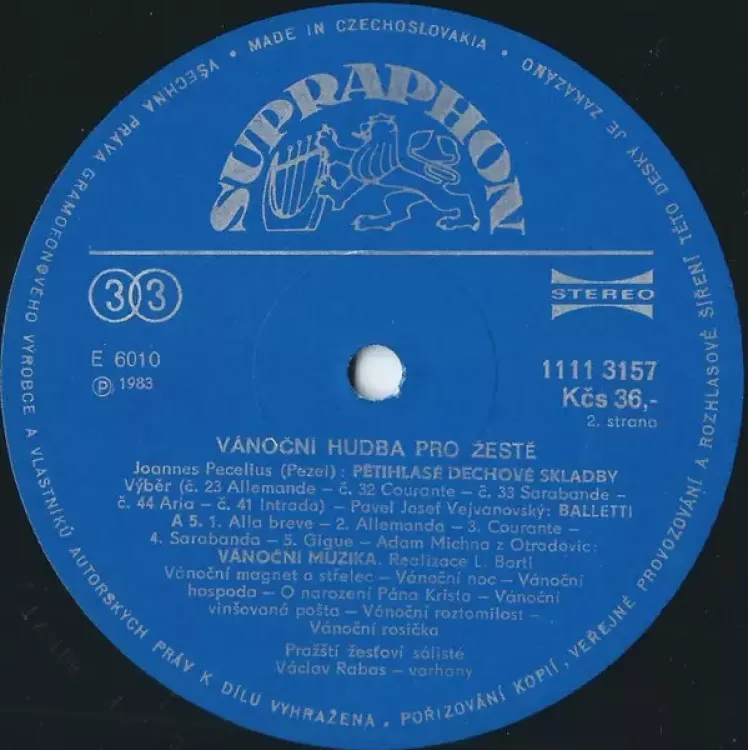 VŠECHNA PRÁVA GRAMOFONOVÉHO VÝROBCE A VLASTNÍKŮ AUTORSKÝCH PRÁV K DÍLU VYHRAŽENA. POŘIZOVÁNÍ KOPIÍ, VEŘEJNÉ PROVOZOVÁNÍ A ROZHLASOVÉ ŠÍŘENÍ TÉTO DESKY JE ZAKÁZÁNO
• MADE IN CZECHOSLOVAKIA •
SUPRAPHON
33
STEREO
E 6010
1111 3157
Ⓟ 1983
Kčs 36,-
2. strana
VÁNOČNÍ HUDBA PRO ŽESTĚ
Joannes Pecelius (Pezel): PĚTIHLASÉ DECHOVÉ SKLADBY
Výběr (č. 23 Allemande – č. 32 Courante – č. 33 Sarabande –
č. 44 Aria – č. 41 Intrada) – Pavel Josef Vejvanovský: BALLETTI
A 5. 1. Alla breve – 2. Allemanda – 3. Courante –
4. Sarabanda – 5. Gigue – Adam Michna z Otradovic:
VÁNOČNÍ MUZIKA. Realizace L. Bartl
Vánoční magnet a střelec – Vánoční noc – Vánoční
hospoda – O narození Pána Krista – Vánoční
vinšovaná pošta – Vánoční roztomilost –
Vánoční rosička
Pražští žesťoví sólisté
Václav Rabas – varhany